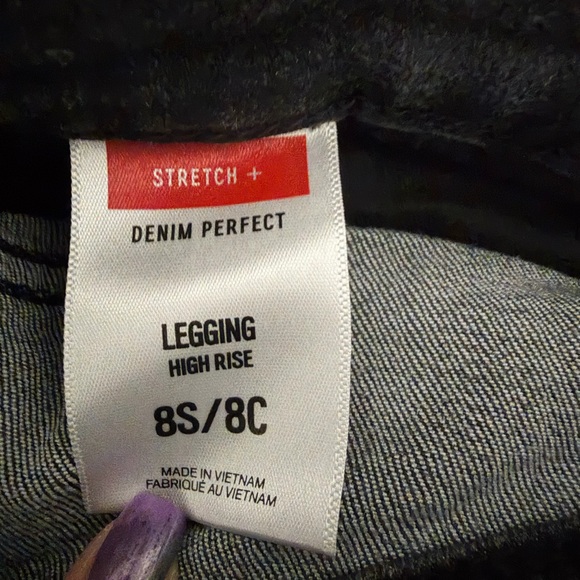 STRETCH +
DENIM PERFECT
LEGGING
HIGH RISE
8S/8C
MADE IN VIETNAM
FABRIQUÉ AU VIETNAM